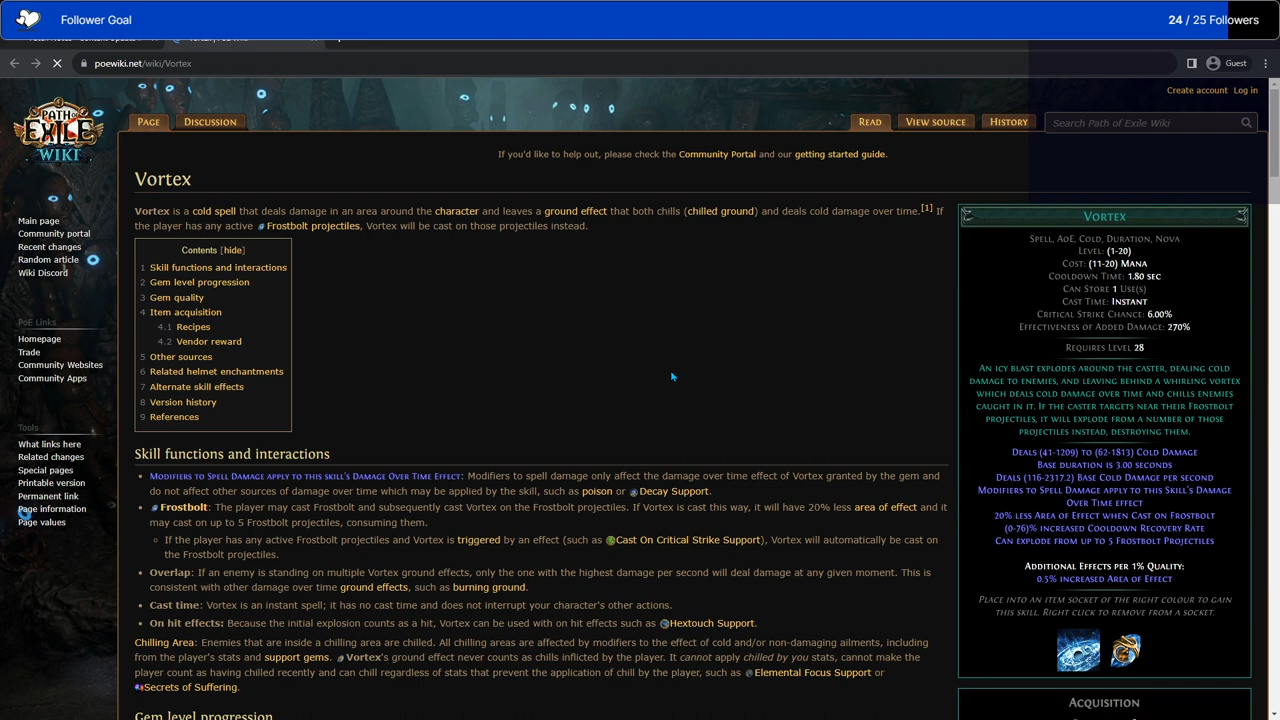 Follower Goal
24 / 25 Followers
poewiki.net/wiki/Vortex
Guest
Create account Log in
PATH OF EXILE WIKI
PAGE
DISCUSSION
READ
VIEW SOURCE
HISTORY
Search Path of Exile Wiki
If you'd like to help out, please check the Community Portal and our getting started guide.
Main page
Community portal
Recent changes
Random article
Wiki Discord
PoE Links
Homepage
Trade
Community Websites
Community Apps
Tools
What links here
Related changes
Special pages
Printable version
Permanent link
Page information
Page values
Vortex
Vortex is a cold spell that deals damage in an area around the character and leaves a ground effect that both chills (chilled ground) and deals cold damage over time.[1] If
the player has any active Frostbolt projectiles, Vortex will be cast on those projectiles instead.
Contents [hide]
1 Skill functions and interactions
2 Gem level progression
3 Gem quality
4 Item acquisition
4.1 Recipes
4.2 Vendor reward
5 Other sources
6 Related helmet enchantments
7 Alternate skill effects
8 Version history
9 References
Skill functions and interactions
• Modifiers to Spell Damage apply to this skill's Damage Over Time Effect: Modifiers to spell damage only affect the damage over time effect of Vortex granted by the gem and
do not affect other sources of damage over time which may be applied by the skill, such as poison or Decay Support.
• Frostbolt: The player may cast Frostbolt and subsequently cast Vortex on the Frostbolt projectiles. If Vortex is cast this way, it will have 20% less area of effect and it
may cast on up to 5 Frostbolt projectiles, consuming them.
◦ If the player has any active Frostbolt projectiles and Vortex is triggered by an effect (such as Cast On Critical Strike Support), Vortex will automatically be cast on
the Frostbolt projectiles.
• Overlap: If an enemy is standing on multiple Vortex ground effects, only the one with the highest damage per second will deal damage at any given moment. This is
consistent with other damage over time ground effects, such as burning ground.
• Cast time: Vortex is an instant spell; it has no cast time and does not interrupt your character's other actions.
• On hit effects: Because the initial explosion counts as a hit, Vortex can be used with on hit effects such as Hextouch Support.
Chilling Area: Enemies that are inside a chilling area are chilled. All chilling areas are affected by modifiers to the effect of cold and/or non-damaging ailments, including
from the player's stats and support gems. Vortex's ground effect never counts as chills inflicted by the player. It cannot apply chilled by you stats, cannot make the
player count as having chilled recently and can chill regardless of stats that prevent the application of chill by the player, such as Elemental Focus Support or
Secrets of Suffering.
Gem level progression
VORTEX
SPELL, AOE, COLD, DURATION, NOVA
LEVEL: (1-20)
COST: (11-20) MANA
COOLDOWN TIME: 1.80 SEC
CAN STORE 1 USE(S)
CAST TIME: INSTANT
CRITICAL STRIKE CHANCE: 6.00%
EFFECTIVENESS OF ADDED DAMAGE: 270%
REQUIRES LEVEL 28
AN ICY BLAST EXPLODES AROUND THE CASTER, DEALING COLD
DAMAGE TO ENEMIES, AND LEAVING BEHIND A WHIRLING VORTEX
WHICH DEALS COLD DAMAGE OVER TIME AND CHILLS ENEMIES
CAUGHT IN IT. IF THE CASTER TARGETS NEAR THEIR FROSTBOLT
PROJECTILES, IT WILL EXPLODE FROM A NUMBER OF THOSE
PROJECTILES INSTEAD, DESTROYING THEM.
DEALS (41-1209) TO (62-1813) COLD DAMAGE
BASE DURATION IS 3.00 SECONDS
DEALS (116-2317.2) BASE COLD DAMAGE PER SECOND
MODIFIERS TO SPELL DAMAGE APPLY TO THIS SKILL'S DAMAGE
OVER TIME EFFECT
20% LESS AREA OF EFFECT WHEN CAST ON FROSTBOLT
(0-76)% INCREASED COOLDOWN RECOVERY RATE
CAN EXPLODE FROM UP TO 5 FROSTBOLT PROJECTILES
ADDITIONAL EFFECTS PER 1% QUALITY:
0.5% INCREASED AREA OF EFFECT
PLACE INTO AN ITEM SOCKET OF THE RIGHT COLOUR TO GAIN
THIS SKILL. RIGHT CLICK TO REMOVE FROM A SOCKET.
ACQUISITION